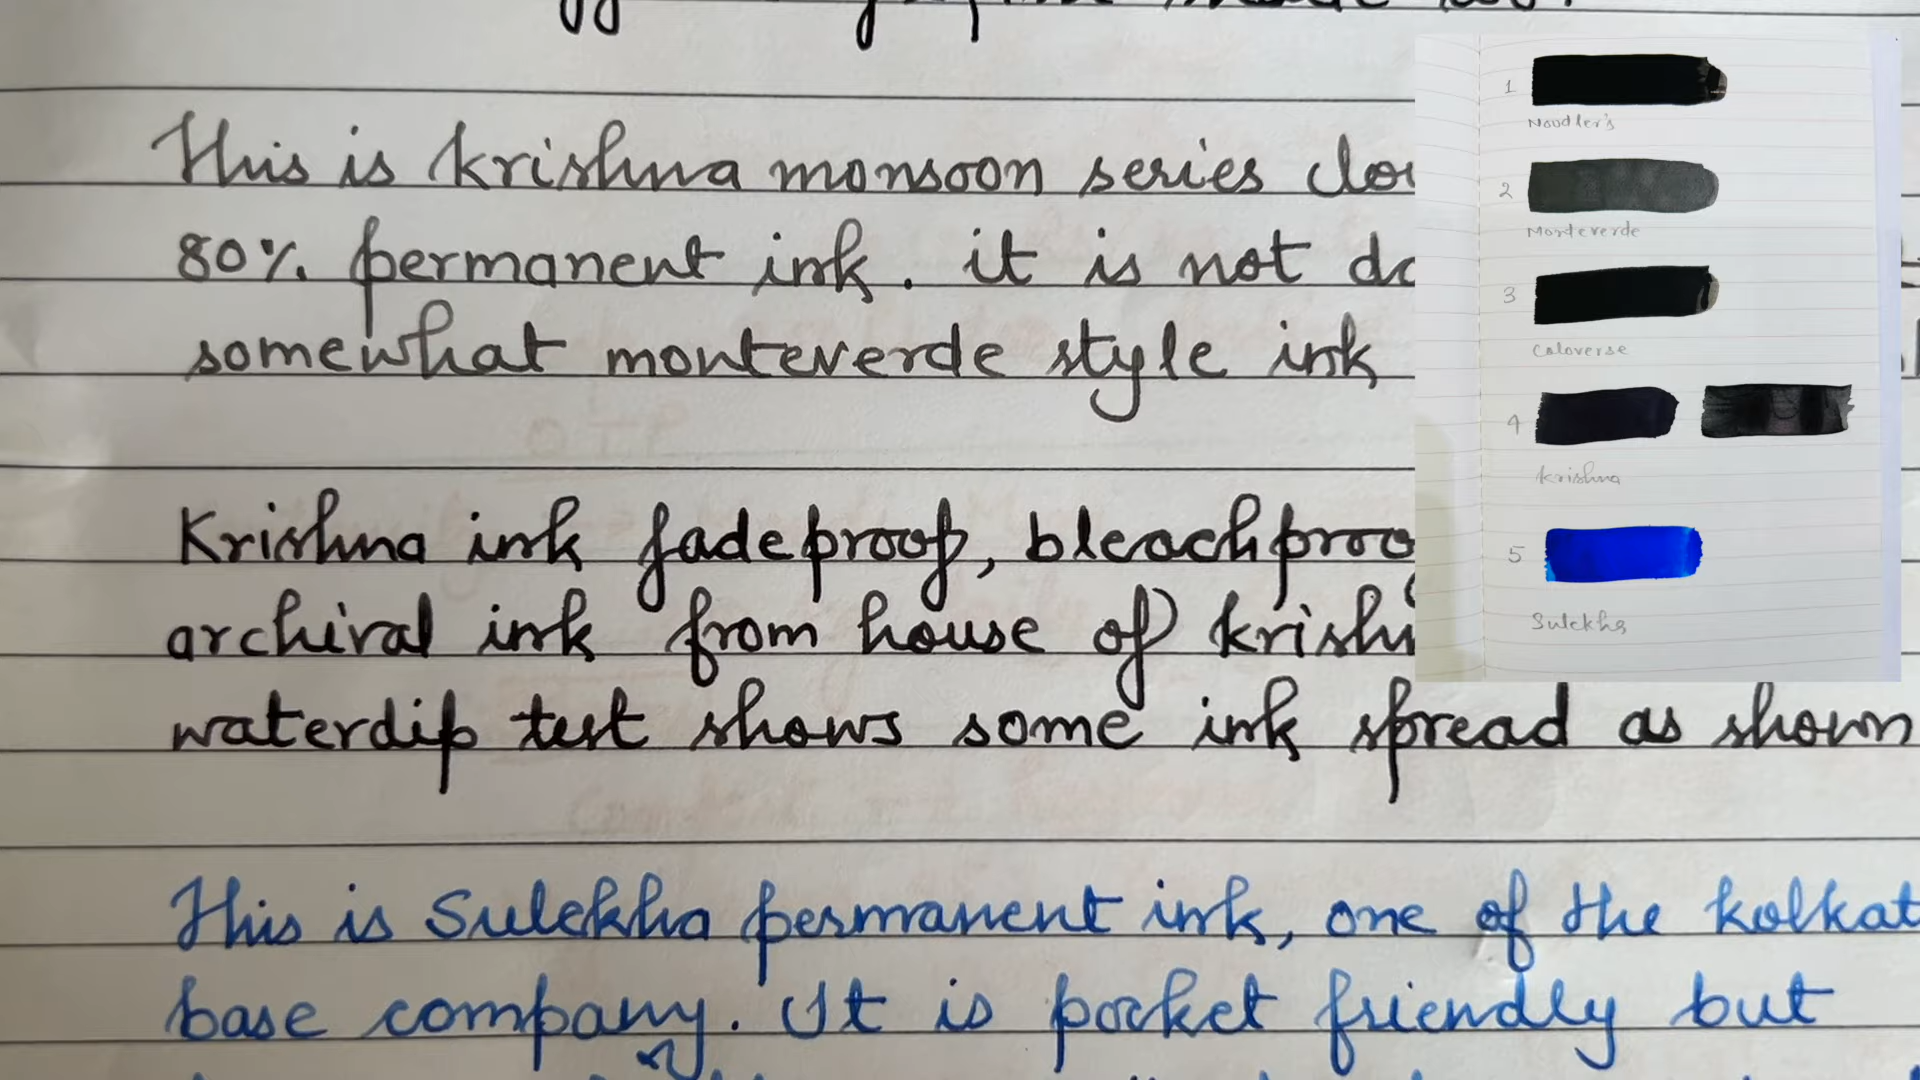 This is krishna monsoon series
80% permanent ink. it is not
somewhat monteverde style ink
Krishna ink fadeproof, bleachproo
archival ink from house of krishn
waterdip test shows some ink spread as shown
This is Sulekha permanent ink, one of the kolkat
base company. It is pocket friendly but
1
Noodler's
2
Monteverde
3
Caloverse
4
Krishna
5
Sulekha